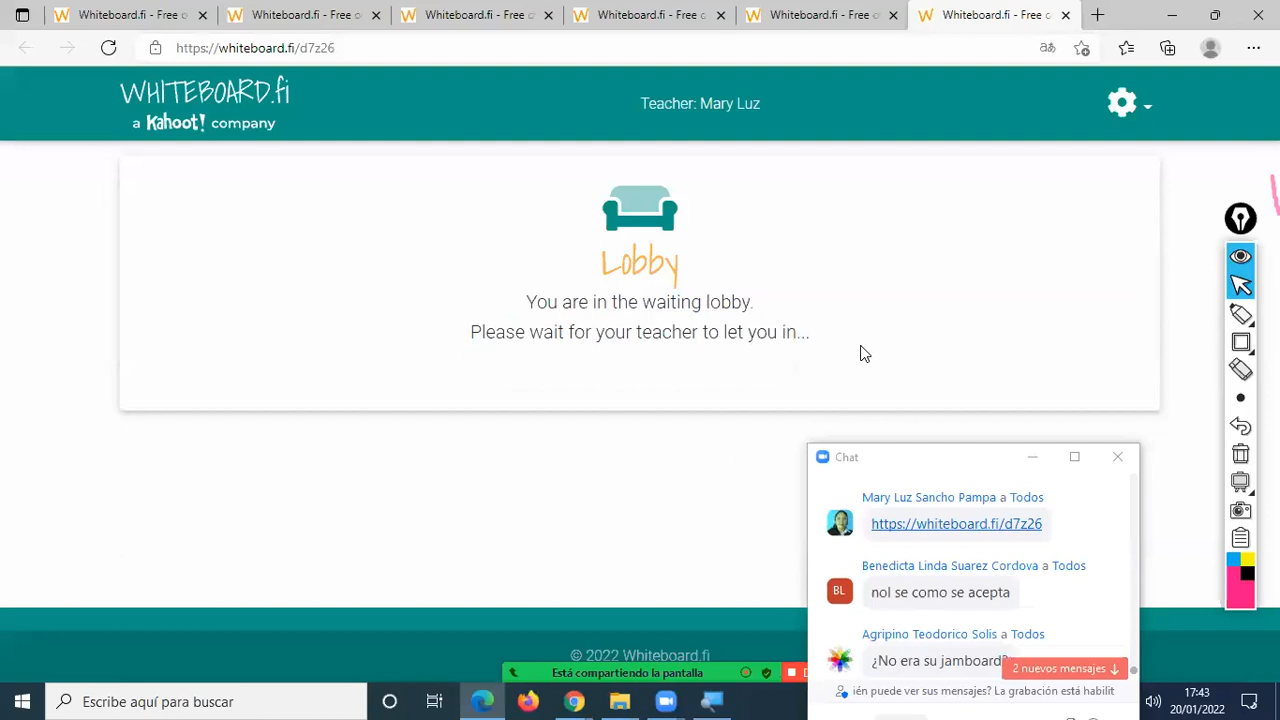 Whiteboard.fi - Free o
Whiteboard.fi - Free on
Whiteboard.fi - Free on
Whiteboard.fi - Free on
Whiteboard.fi - Free on
Whiteboard.fi - Free o
https://whiteboard.fi/d7z26
WHITEBOARD.fi
a Kahoot! company
Teacher: Mary Luz
Lobby
You are in the waiting lobby.
Please wait for your teacher to let you in...
Chat
Mary Luz Sancho Pampa a Todos
https://whiteboard.fi/d7z26
Benedicta Linda Suarez Cordova a Todos
BL
nol se como se acepta
Agripino Teodorico Solis a Todos
¿No era su jamboard?
2 nuevos mensajes
ién puede ver sus mensajes? La grabación está habilit
© 2022 Whiteboard.fi
Está compartiendo la pantalla
Escribe aquí para buscar
17:43
20/01/2022